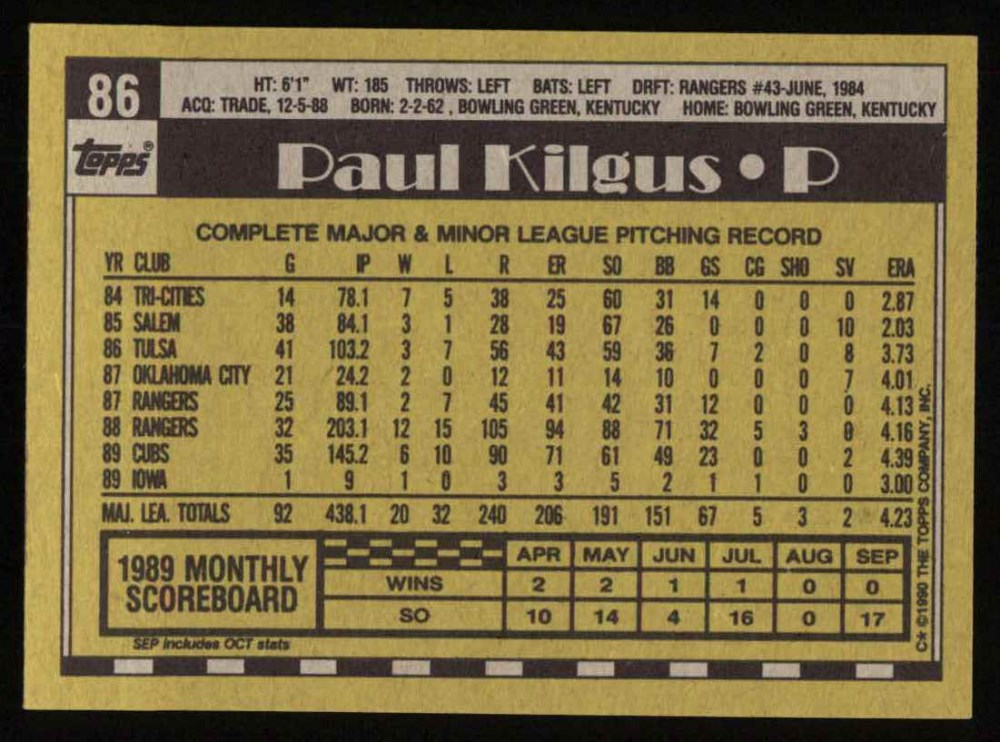 86
HT: 6'1" WT: 185 THROWS: LEFT BATS: LEFT DRFT: RANGERS #43-JUNE, 1984
ACQ: TRADE, 12-5-88 BORN: 2-2-62 , BOWLING GREEN, KENTUCKY HOME: BOWLING GREEN, KENTUCKY
topps®
Paul Kilgus • P
COMPLETE MAJOR & MINOR LEAGUE PITCHING RECORD
YR CLUB G IP W L R ER SO BB GS CG SHO SV ERA
84 TRI-CITIES 14 78.1 7 5 38 25 60 31 14 0 0 0 2.87
85 SALEM 38 84.1 3 1 28 19 67 26 0 0 0 10 2.03
86 TULSA 41 103.2 3 7 56 43 59 36 7 2 0 8 3.73
87 OKLAHOMA CITY 21 24.2 2 0 12 11 14 10 0 0 0 7 4.01
87 RANGERS 25 89.1 2 7 45 41 42 31 12 0 0 0 4.13
88 RANGERS 32 203.1 12 15 105 94 88 71 32 5 3 0 4.16
89 CUBS 35 145.2 6 10 90 71 61 49 23 0 0 2 4.39
89 IOWA 1 9 1 0 3 3 5 2 1 1 0 0 3.00
MAJ. LEA. TOTALS 92 438.1 20 32 240 206 191 151 67 5 3 2 4.23
1989 MONTHLY SCOREBOARD
APR MAY JUN JUL AUG SEP
WINS 2 2 1 1 0 0
SO 10 14 4 16 0 17
SEP includes OCT stats
C* ©1990 THE TOPPS COMPANY, INC.